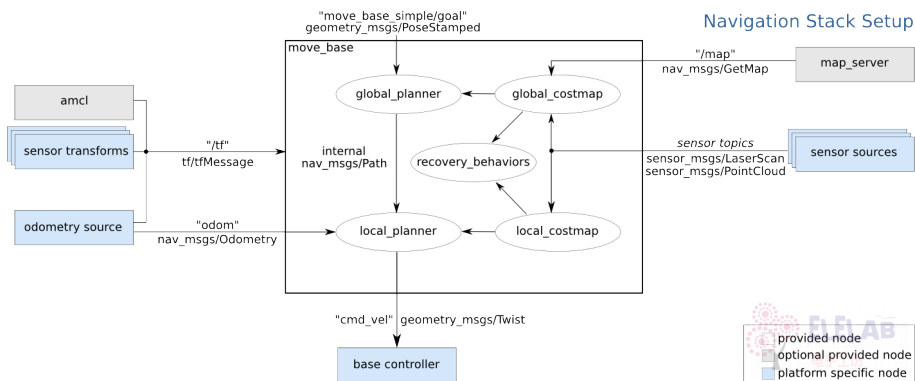 Navigation Stack Setup
"move_base_simple/goal"
geometry_msgs/PoseStamped
move_base
"/map"
nav_msgs/GetMap
map_server
global_planner
global_costmap
amcl
sensor transforms
"/tf"
tf/tfMessage
internal
nav_msgs/Path
recovery_behaviors
sensor topics
sensor_msgs/LaserScan
sensor_msgs/PointCloud
sensor sources
odometry source
"odom"
nav_msgs/Odometry
local_planner
local_costmap
"cmd_vel"
geometry_msgs/Twist
base controller
ELELAB
provided node
optional provided node
platform specific node